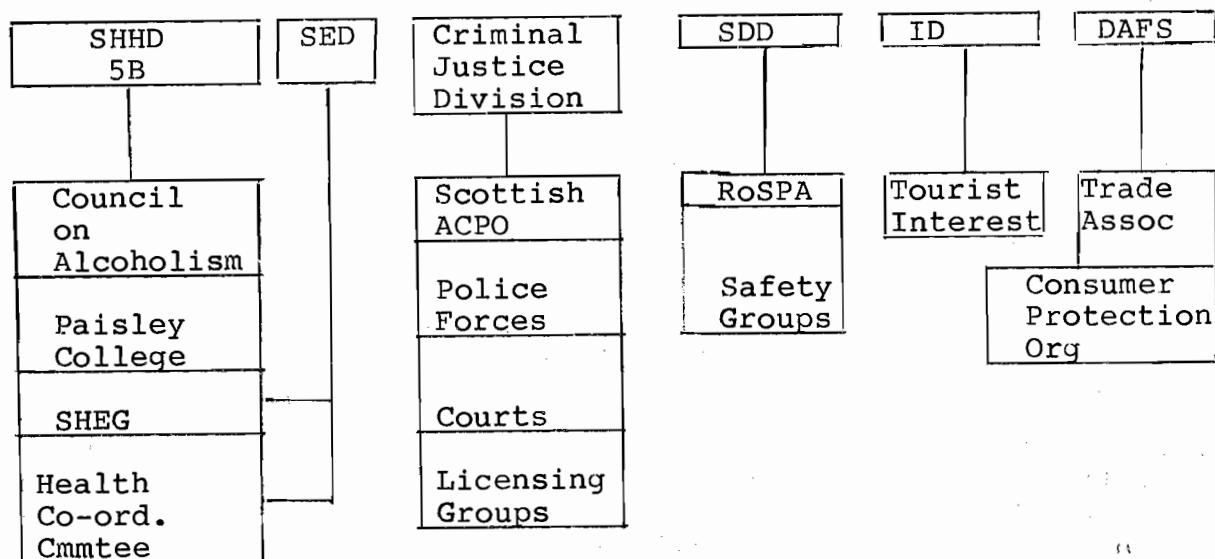 SHHD
5B
SED
Criminal
Justice
Division
SDD
ID
DAFS
Council
on
Alcoholism
Paisley
College
SHEG
Health
Co-ord.
Cmmtee
Scottish
ACPO
Police
Forces
Courts
Licensing
Groups
RoSPA
Safety
Groups
Tourist
Interest
Trade
Assoc
Consumer
Protection
Org